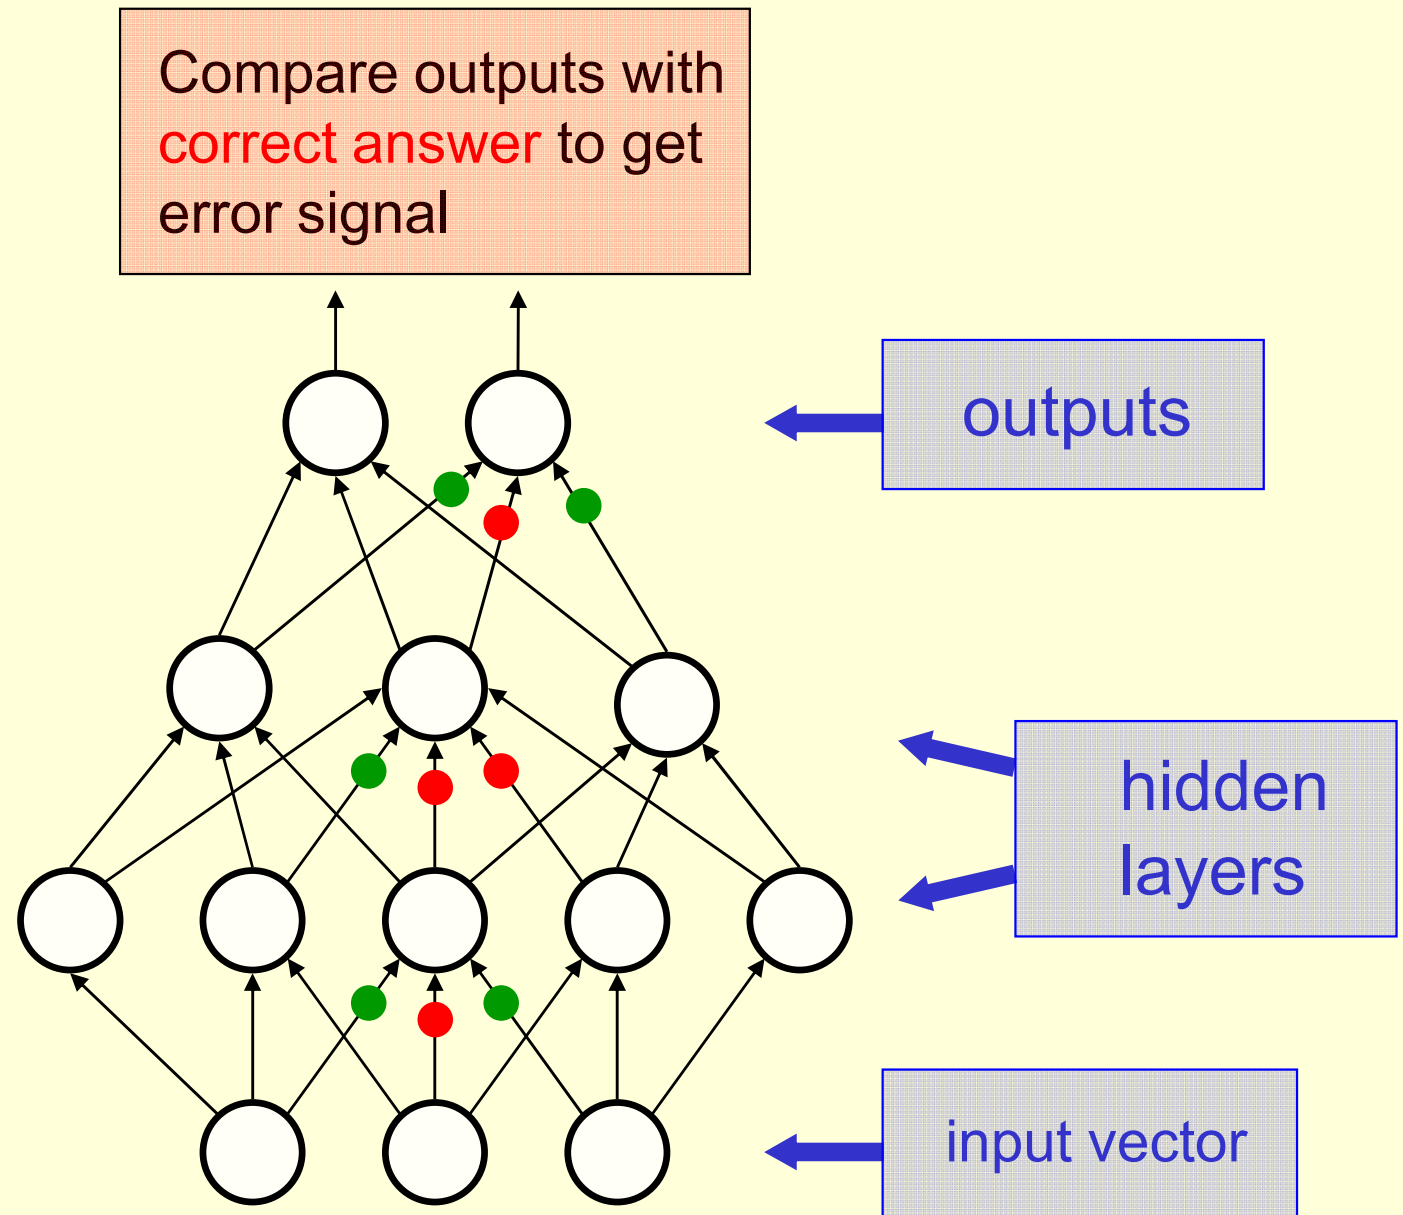 Compare outputs with
correct answer to get
error signal
outputs
hidden
layers
input vector